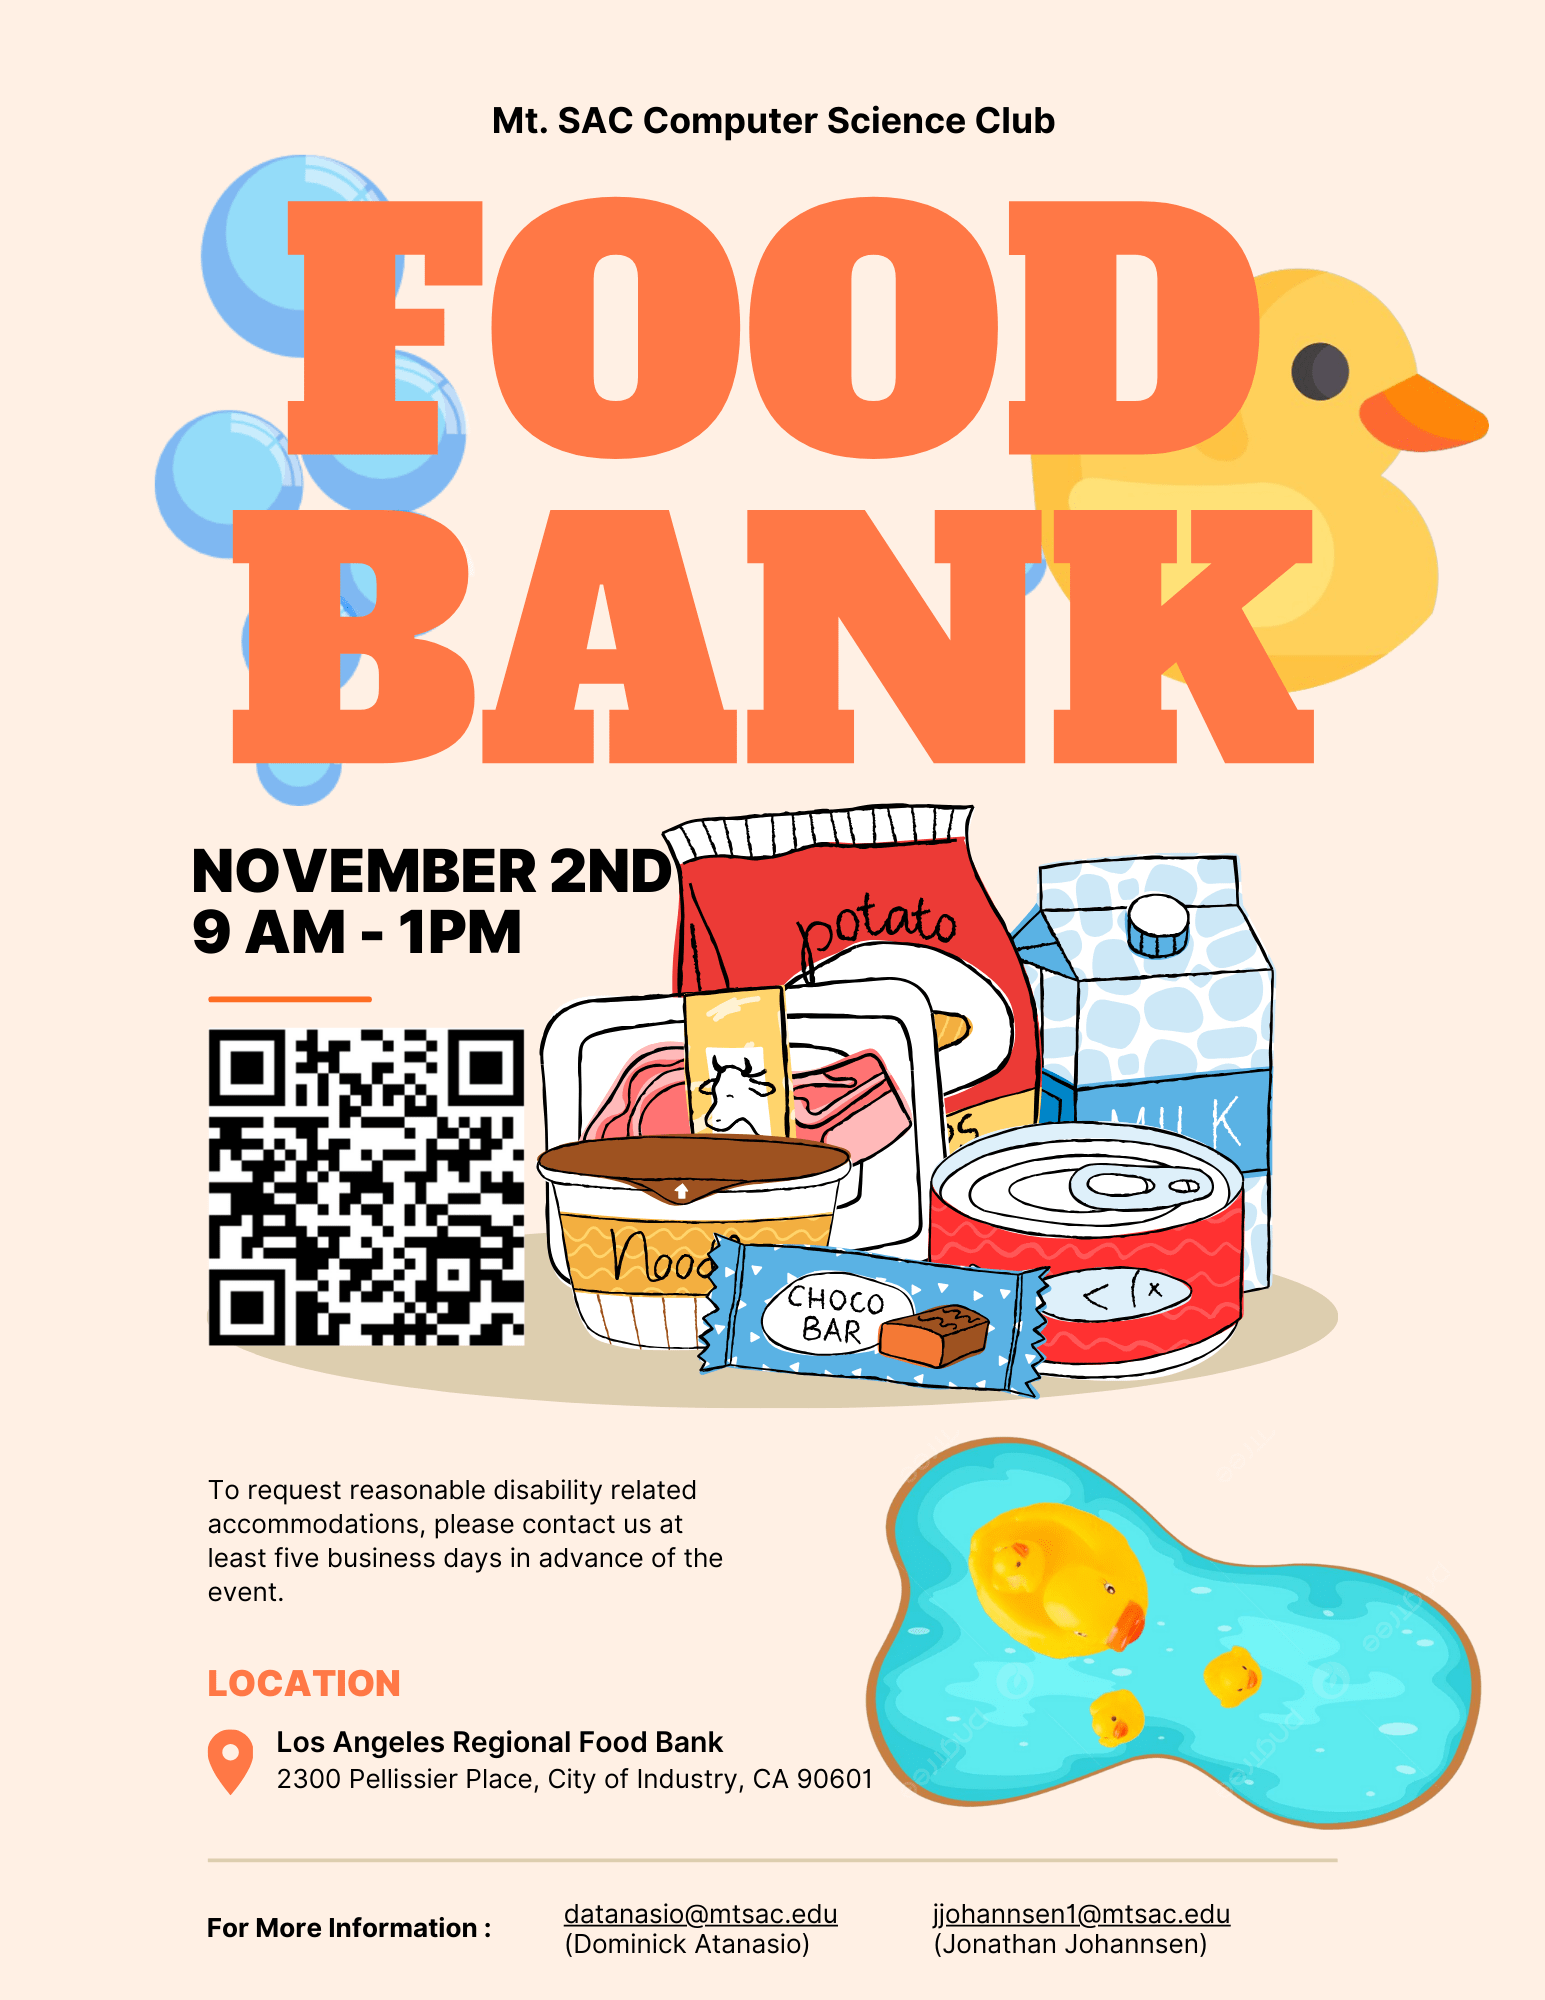 Mt. SAC Computer Science Club
FOOD
BANK
NOVEMBER 2ND
9 AM - 1PM
potato
MILK
CHOCO
BAR
To request reasonable disability related
accommodations, please contact us at
least five business days in advance of the
event.
LOCATION
Los Angeles Regional Food Bank
2300 Pellissier Place, City of Industry, CA 90601
For More Information :
datanasio@mtsac.edu
(Dominick Atanasio)
jjohannsen1@mtsac.edu
(Jonathan Johannsen)